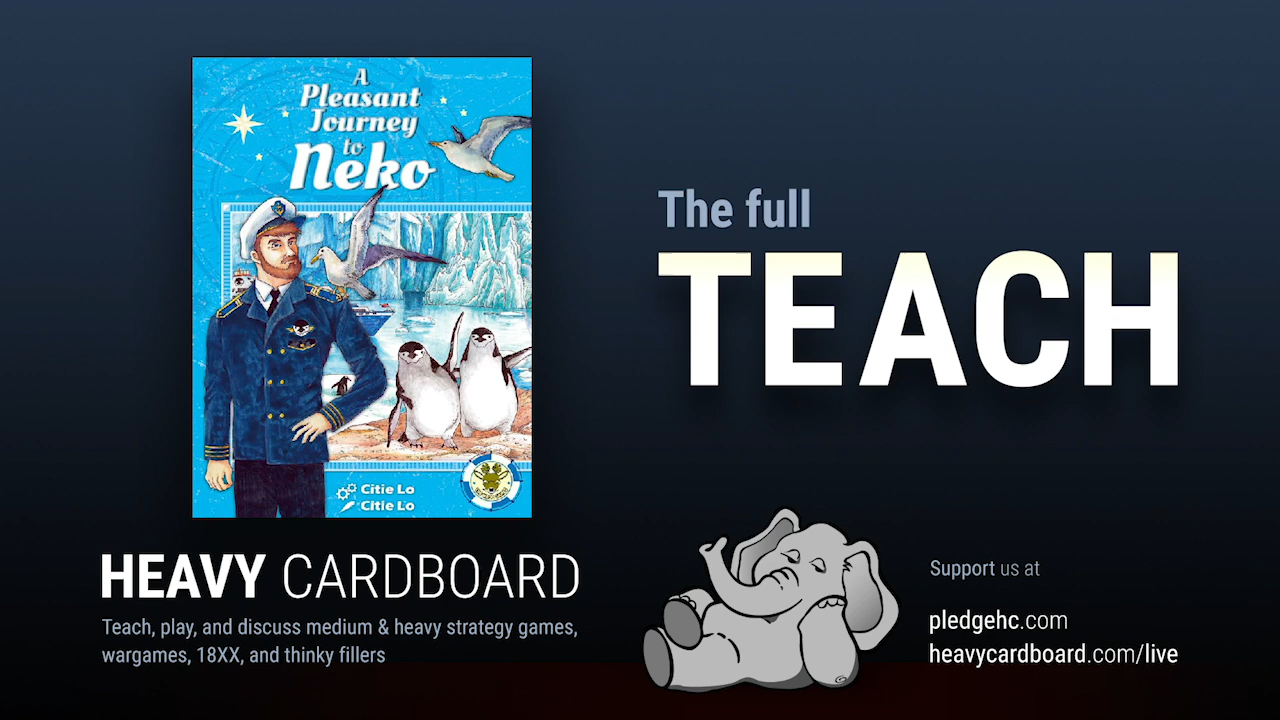 A
Pleasant
Journey
to
Neko
Citie Lo
Citie Lo
The full
TEACH
HEAVY CARDBOARD
Teach, play, and discuss medium & heavy strategy games,
wargames, 18XX, and thinky fillers
Support us at
pledgehc.com
heavycardboard.com/live